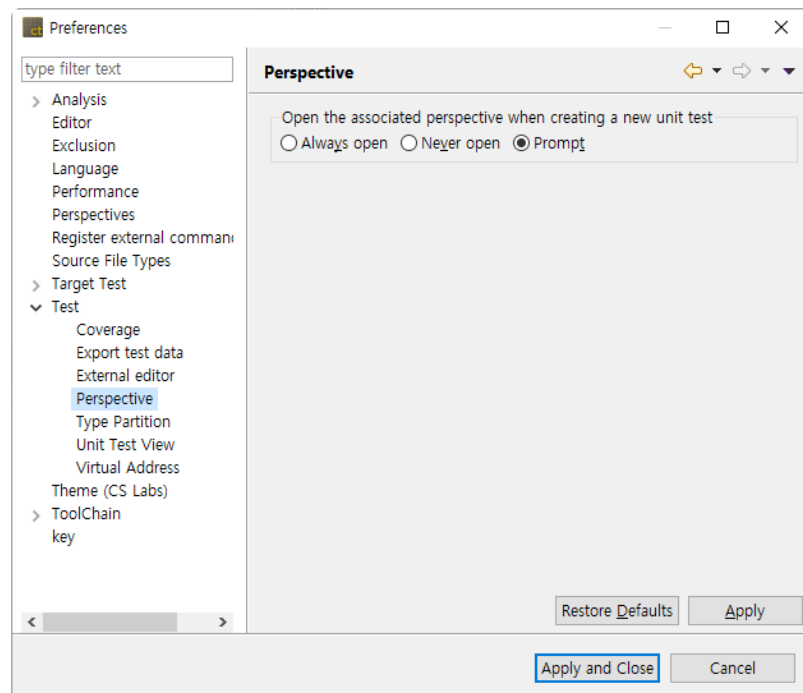 ct Preferences
type filter text
Analysis
Editor
Exclusion
Language
Performance
Perspectives
Register external comman
Source File Types
Target Test
Test
Coverage
Export test data
External editor
Perspective
Type Partition
Unit Test View
Virtual Address
Theme (CS Labs)
ToolChain
key
Perspective
Open the associated perspective when creating a new unit test
Always open Never open Prompt
Restore Defaults Apply
Apply and Close Cancel